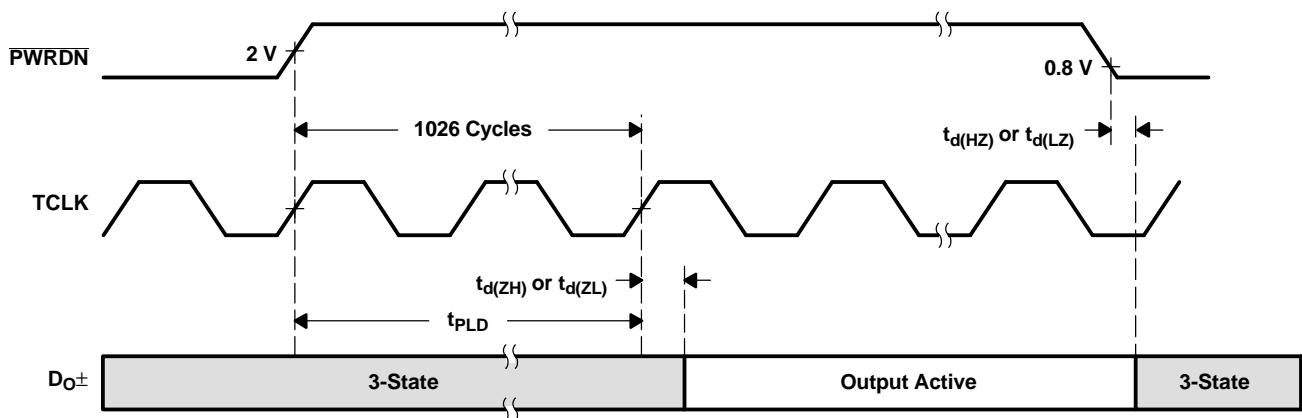 2 V
PWRDN
0.8 V
1026 Cycles
td(HZ) or td(LZ)
TCLK
td(ZH) or td(ZL)
tPLD
DO±
3-State
Output Active
3-State